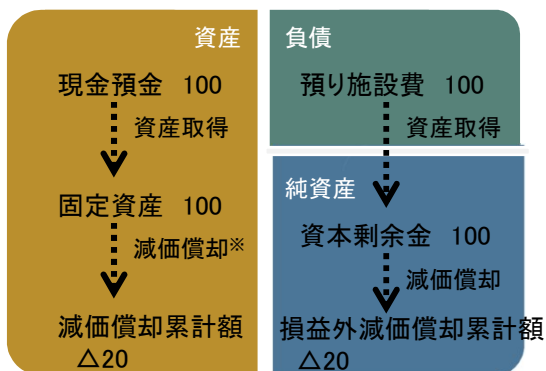 資産
現金預金 100
資産取得
固定資産 100
減価償却※
減価償却累計額
△20
負債
預り施設費 100
資産取得
純資産
資本剰余金 100
減価償却
損益外減価償却累計額
△20